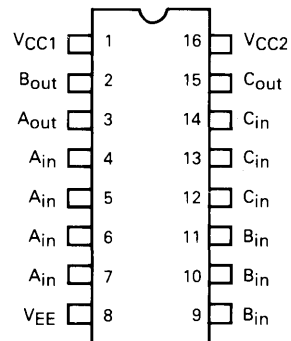 VCC1 1 16 VCC2
Bout 2 15 Cout
Aout 3 14 Cin
Ain 4 13 Cin
Ain 5 12 Cin
Ain 6 11 Bin
Ain 7 10 Bin
VEE 8 9 Bin